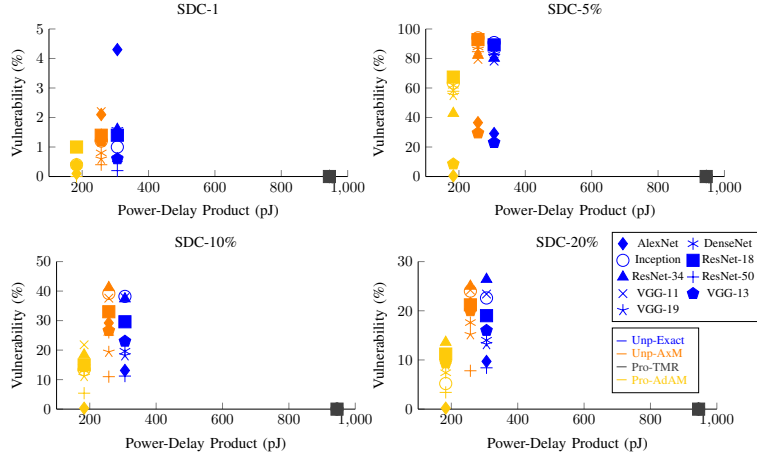 SDC-1
SDC-5%
Vulnerability (%)
5
4
3
2
1
0
200
400
600
800
1,000
Power-Delay Product (pJ)
Vulnerability (%)
100
80
60
40
20
0
200
400
600
800
1,000
Power-Delay Product (pJ)
SDC-10%
SDC-20%
Vulnerability (%)
50
40
30
20
10
0
200
400
600
800
1,000
Power-Delay Product (pJ)
Vulnerability (%)
30
20
10
0
200
400
600
800
1,000
Power-Delay Product (pJ)
AlexNet
DenseNet
Inception
ResNet-18
ResNet-34
ResNet-50
VGG-11
VGG-13
VGG-19
Unp-Exact
Unp-AxM
Pro-TMR
Pro-AdAM